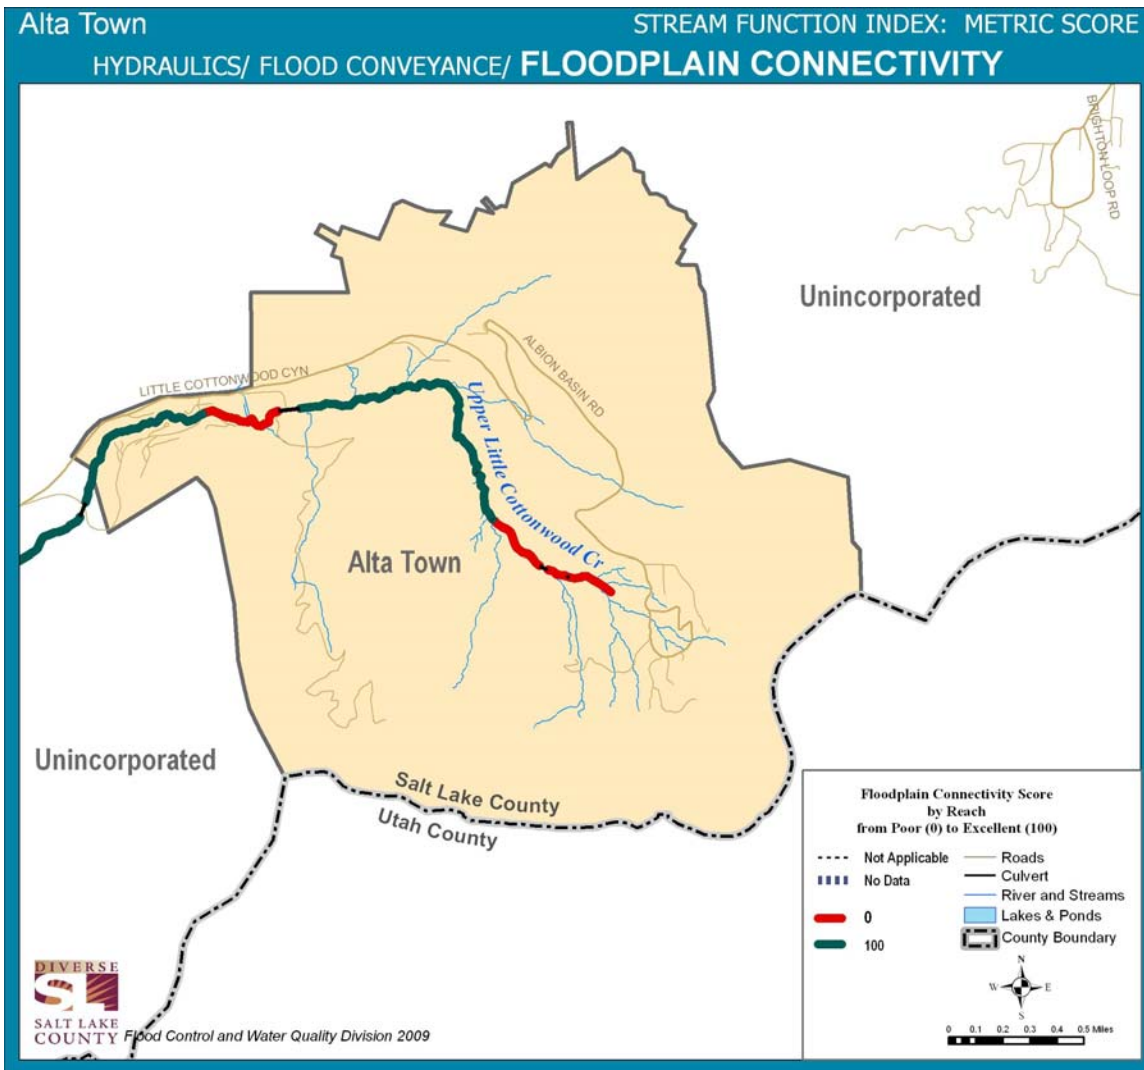 Alta Town
STREAM FUNCTION INDEX: METRIC SCORE
HYDRAULICS/ FLOOD CONVEYANCE/ FLOODPLAIN CONNECTIVITY
BRIGHTON LOOP RD
Unincorporated
ALBION BASIN RD
LITTLE COTTONWOOD CYN
Upper Little Cottonwood Cr
Alta Town
Unincorporated
Salt Lake County
Utah County
Floodplain Connectivity Score
by Reach
from Poor (0) to Excellent (100)
Not Applicable
No Data
0
100
Roads
Culvert
River and Streams
Lakes & Ponds
County Boundary
N
W E
S
0 0.1 0.2 0.3 0.4 0.5 Miles
DIVERSE
SL
SALT LAKE
COUNTY
Flood Control and Water Quality Division 2009